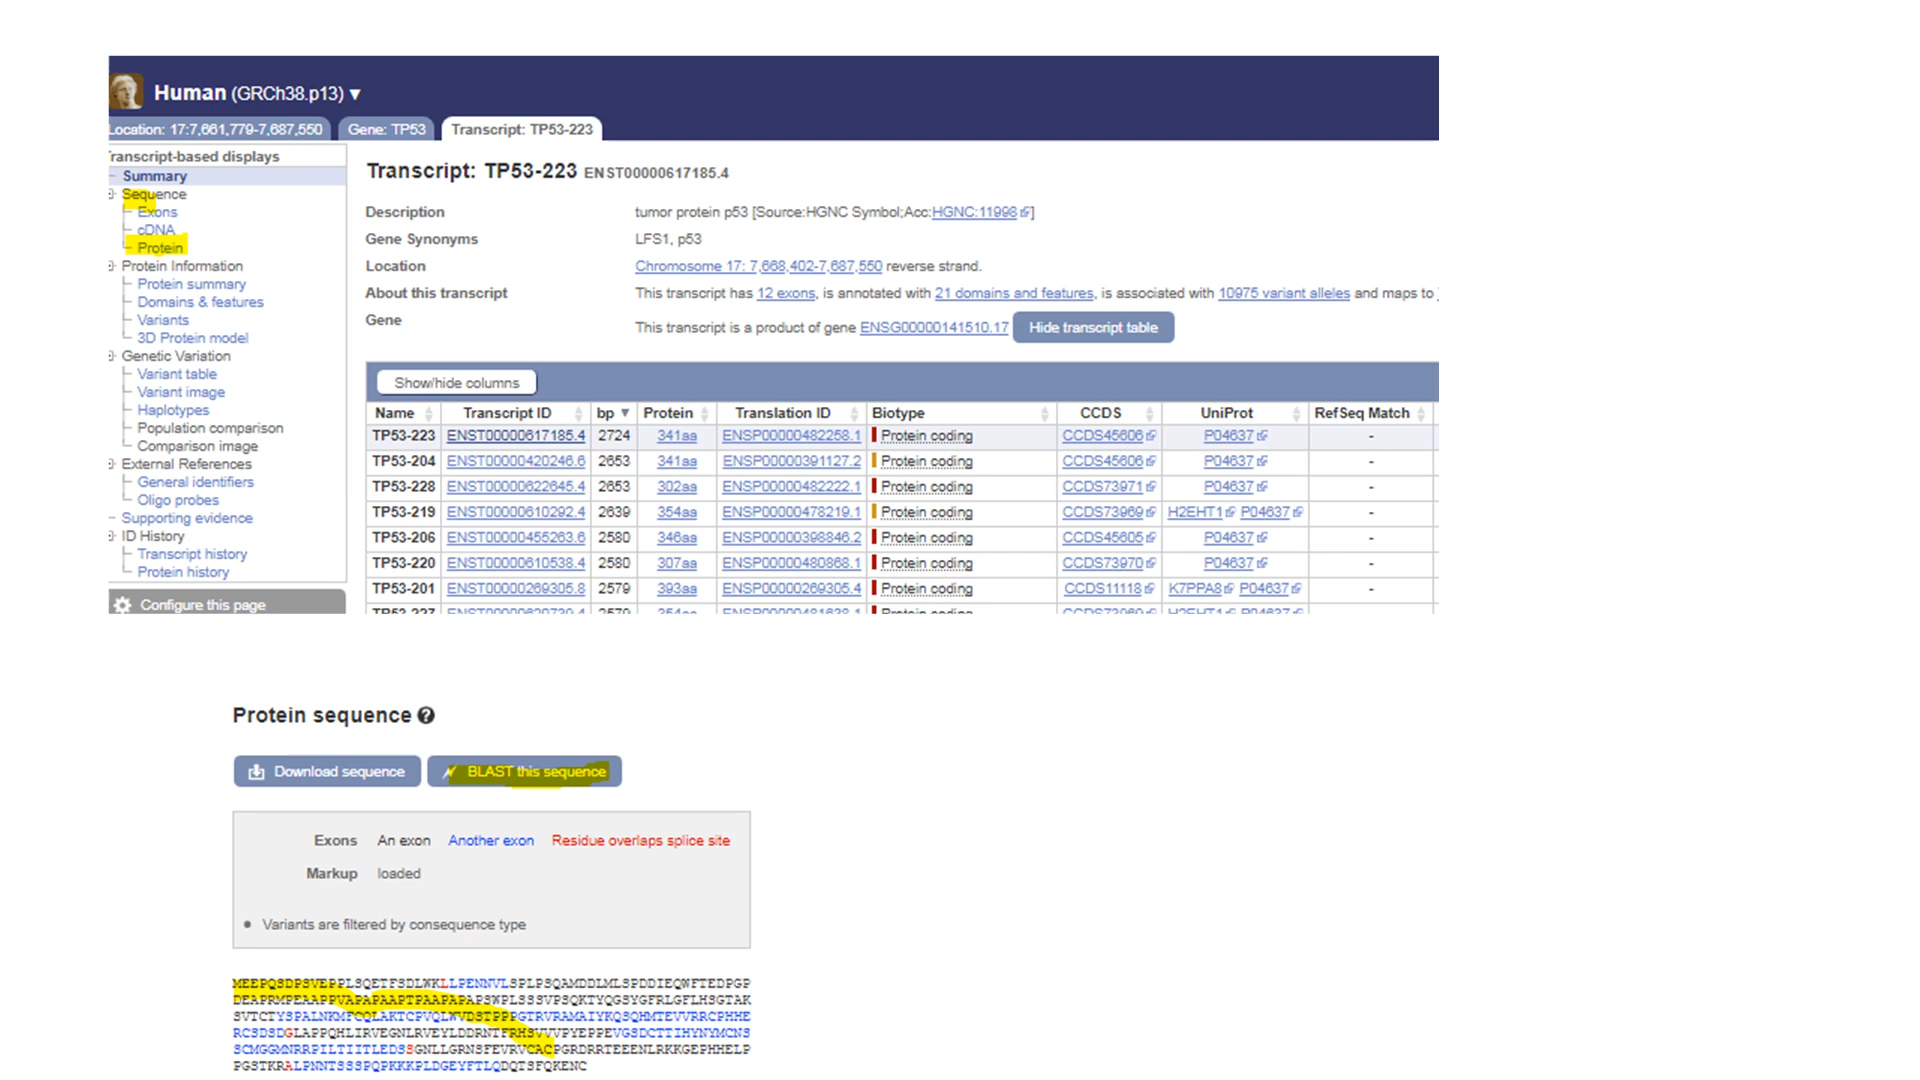 Human (GRCh38.p13) ▼
Location: 17:7,661,779-7,687,550 Gene: TP53 Transcript: TP53-223
Transcript-based displays
Summary
Sequence
Exons
cDNA
Protein
Protein Information
Protein summary
Domains & features
Variants
3D Protein model
Genetic Variation
Variant table
Variant image
Haplotypes
Population comparison
Comparison image
External References
General identifiers
Oligo probes
Supporting evidence
ID History
Transcript history
Protein history
Configure this page
Transcript: TP53-223 ENST00000617185.4
Description tumor protein p53 [Source:HGNC Symbol;Acc:HGNC:11998]
Gene Synonyms LFS1, p53
Location Chromosome 17: 7,668,402-7,687,550 reverse strand.
About this transcript This transcript has 12 exons, is annotated with 21 domains and features, is associated with 10975 variant alleles and maps to
Gene This transcript is a product of gene ENSG00000141510.17 Hide transcript table
Show/hide columns
Name Transcript ID bp Protein Translation ID Biotype CCDS UniProt RefSeq Match
TP53-223 ENST00000617185.4 2724 341aa ENSP00000482258.1 Protein coding CCDS45606 P04637 -
TP53-204 ENST00000420246.6 2653 341aa ENSP00000391127.2 Protein coding CCDS45606 P04637 -
TP53-228 ENST00000622645.4 2653 302aa ENSP00000482222.1 Protein coding CCDS73971 P04637 -
TP53-219 ENST00000610292.4 2639 354aa ENSP00000478219.1 Protein coding CCDS73969 H2EHT1 P04637 -
TP53-206 ENST00000455263.6 2580 346aa ENSP00000398846.2 Protein coding CCDS45605 P04637 -
TP53-220 ENST00000610538.4 2580 307aa ENSP00000480868.1 Protein coding CCDS73970 P04637 -
TP53-201 ENST00000269305.8 2579 393aa ENSP00000269305.4 Protein coding CCDS11118 K7PPA8 P04637 -
Protein sequence
Download sequence BLAST this sequence
Exons An exon Another exon Residue overlaps splice site
Markup loaded
• Variants are filtered by consequence type
MEEPQSDPSVEPPLSQETFSDLWKLLPENNVLSPLPSQAMDDLMLSPDDIEQWFTEDPGP
DEAPRMPEAAPPVAPAPAAPTPAAPAPAPSWPLSSSVPSQKTYQGSYGFRLGFLHSGTAK
SVTCTYSPALNKMFCQLAKTCPVQLWVDSTPPPGTRVRAMAIYKQSQHMTEVVRRCPHHE
RCSDSDGLAPPQHLIRVEGNLRVEYLDDRNTFRHSVVVPYEPPEVGSDCTTIHYNYMCNS
SCMGGMNRRPILTIITLEDSSGNLLGRNSFEVRVCACPGRDRRTEEENLRKKGEPHHELP
PGSTKRALPNNTSSSPQPKKKPLDGEYFTLQDQTSFQKENC